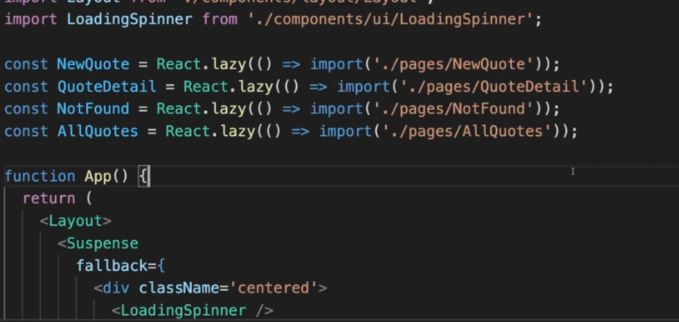 import Layout from './components/layout/Layout';
import LoadingSpinner from './components/ui/LoadingSpinner';
const NewQuote = React.lazy(() => import('./pages/NewQuote'));
const QuoteDetail = React.lazy(() => import('./pages/QuoteDetail'));
const NotFound = React.lazy(() => import('./pages/NotFound'));
const AllQuotes = React.lazy(() => import('./pages/AllQuotes'));
function App() {
return (
<Layout>
<Suspense
fallback={
<div className='centered'>
<LoadingSpinner />